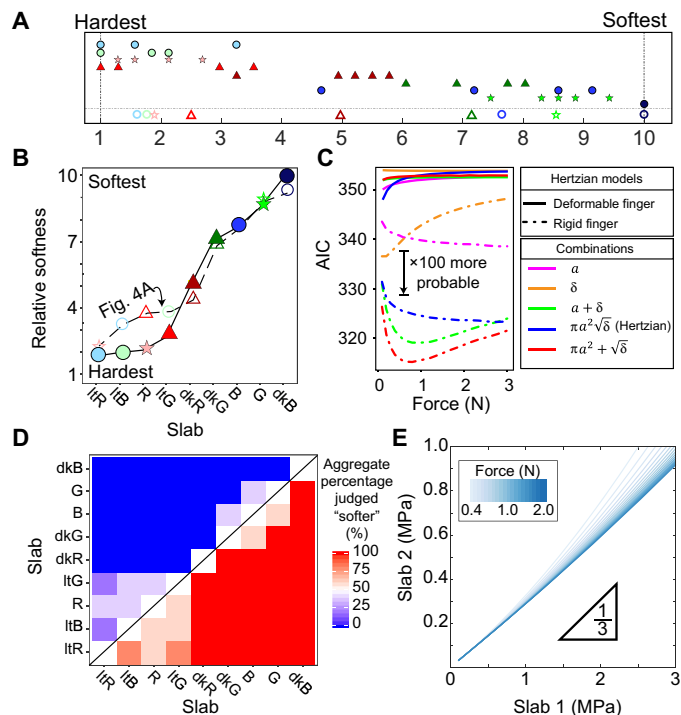 A
Hardest
Softest
1 2 3 4 5 6 7 8 9 10
B
Relative softness
10
7
4
1
Softest
Fig. 4A
Hardest
ltR ltB R ltG dkR dkG B G dkB
Slab
C
AIC
350
340
330
320
×100 more
probable
0 1 2 3
Force (N)
Hertzian models
Deformable finger
Rigid finger
Combinations
a
δ
a + δ
πa²√δ (Hertzian)
πa² + √δ
D
Slab
dkB
G
B
dkG
dkR
ltG
R
ltB
ltR
ltR ltB R ltG dkR dkG B G dkB
Slab
Aggregate
percentage
judged
“softer”
(%)
100
75
50
25
0
E
Slab 2 (MPa)
1.0
0.8
0.6
0.4
0.2
Force (N)
0.4 1.0 2.0
1
3
0 1 2 3
Slab 1 (MPa)